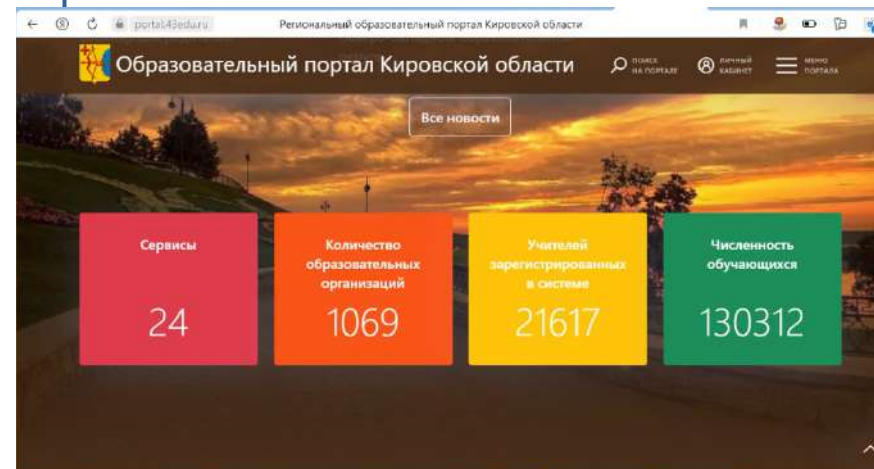 portal.43edu.ru
Региональный образовательный портал Кировской области
Образовательный портал Кировской области
ПОИСК
НА ПОРТАЛЕ
ЛИЧНЫЙ
КАБИНЕТ
МЕНЮ
ПОРТАЛА
Все новости
Сервисы
24
Количество
образовательных
организаций
1069
Учителей
зарегистрированных
в системе
21617
Численность
обучающихся
130312